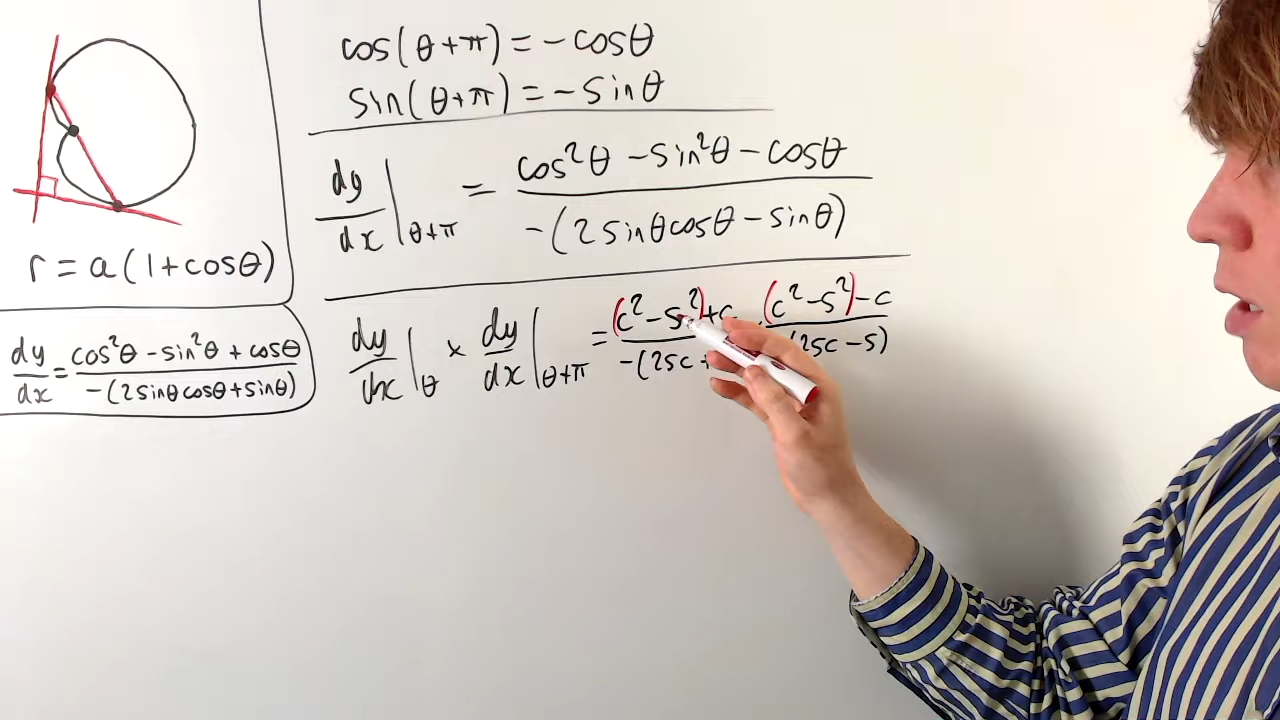 cos(θ+π) = -cosθ
sin(θ+π) = -sinθ
dy/dx|θ+π = (cos²θ - sin²θ - cosθ)/(-(2sinθcosθ - sinθ))
r = a(1+cosθ)
dy/dx = (cos²θ - sin²θ + cosθ)/(-(2sinθcosθ + sinθ))
dy/dx|θ × dy/dx|θ+π = (c² - s²)+c / -(2sc+ · (c² - s²) - c / (2sc - s)